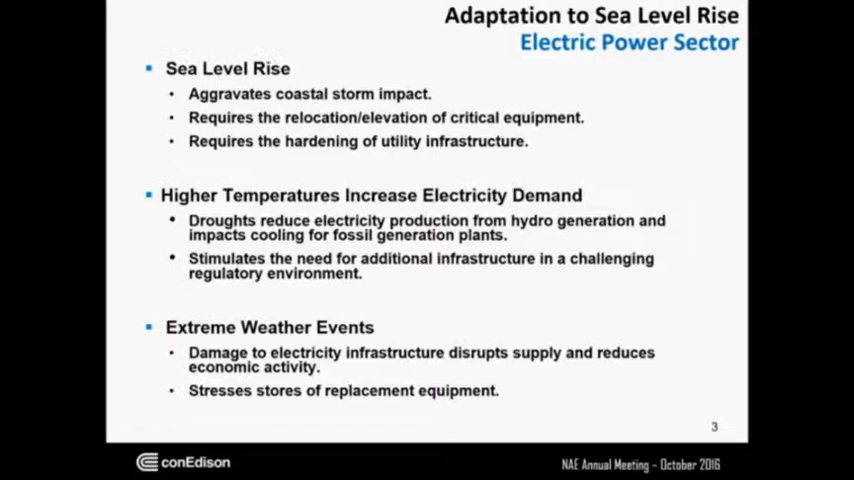 Adaptation to Sea Level Rise
Electric Power Sector
▪ Sea Level Rise
• Aggravates coastal storm impact.
• Requires the relocation/elevation of critical equipment.
• Requires the hardening of utility infrastructure.
▪ Higher Temperatures Increase Electricity Demand
• Droughts reduce electricity production from hydro generation and
impacts cooling for fossil generation plants.
• Stimulates the need for additional infrastructure in a challenging
regulatory environment.
▪ Extreme Weather Events
• Damage to electricity infrastructure disrupts supply and reduces
economic activity.
• Stresses stores of replacement equipment.
3
conEdison
NAE Annual Meeting – October 2016